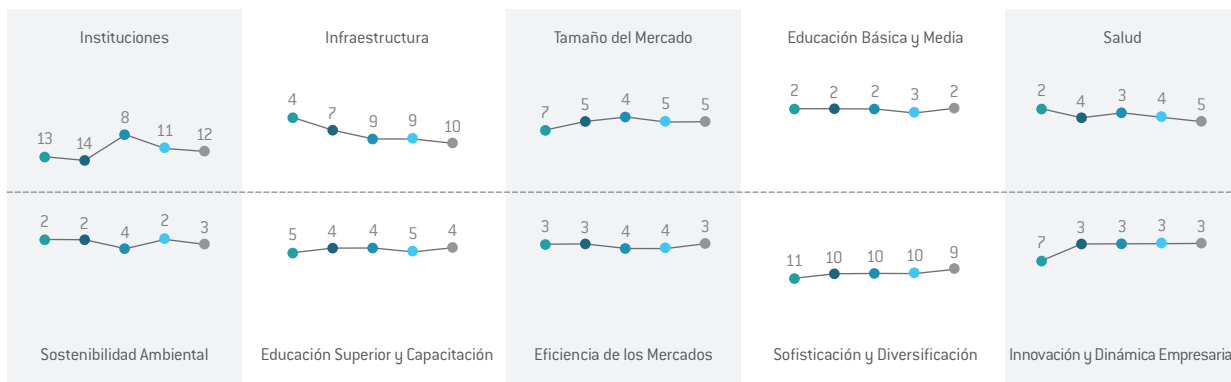 Instituciones
13 14 8 11 12
Infraestructura
4 7 9 9 10
Tamaño del Mercado
7 5 4 5 5
Educación Básica y Media
2 2 2 3 2
Salud
2 4 3 4 5
2 2 4 2 3
Sostenibilidad Ambiental
5 4 4 5 4
Educación Superior y Capacitación
3 3 4 4 3
Eficiencia de los Mercados
11 10 10 10 9
Sofisticación y Diversificación
7 3 3 3 3
Innovación y Dinámica Empresaria